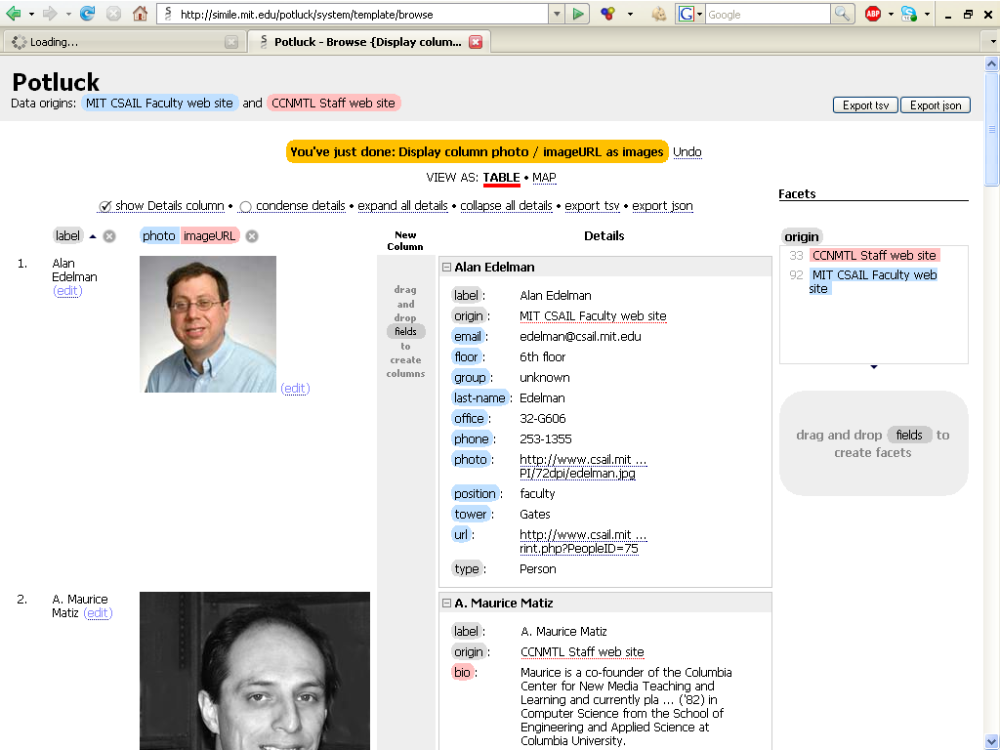 http://simile.mit.edu/potluck/system/template/browse
Google
ABP
Loading...
Potluck - Browse {Display colum...
Potluck
Data origins: MIT CSAIL Faculty web site and CCNMTL Staff web site
Export tsv Export json
You've just done: Display column photo / imageURL as images Undo
VIEW AS: TABLE • MAP
show Details column • condense details • expand all details • collapse all details • export tsv • export json
Facets
label photo imageURL
New
Column
Details
origin
33 CCNMTL Staff web site
92 MIT CSAIL Faculty web
site
drag and drop fields to
create facets
1. Alan
Edelman
(edit)
(edit)
drag
and
drop
fields
to
create
columns
Alan Edelman
label: Alan Edelman
origin: MIT CSAIL Faculty web site
email: edelman@csail.mit.edu
floor: 6th floor
group: unknown
last-name: Edelman
office: 32-G606
phone: 253-1355
photo: http://www.csail.mit ...
PI/72dpi/edelman.jpg
position: faculty
tower: Gates
url: http://www.csail.mit ...
rint.php?PeopleID=75
type: Person
2. A. Maurice
Matiz (edit)
A. Maurice Matiz
label: A. Maurice Matiz
origin: CCNMTL Staff web site
bio: Maurice is a co-founder of the Columbia
Center for New Media Teaching and
Learning and currently pla ... ('82) in
Computer Science from the School of
Engineering and Applied Science at
Columbia University.